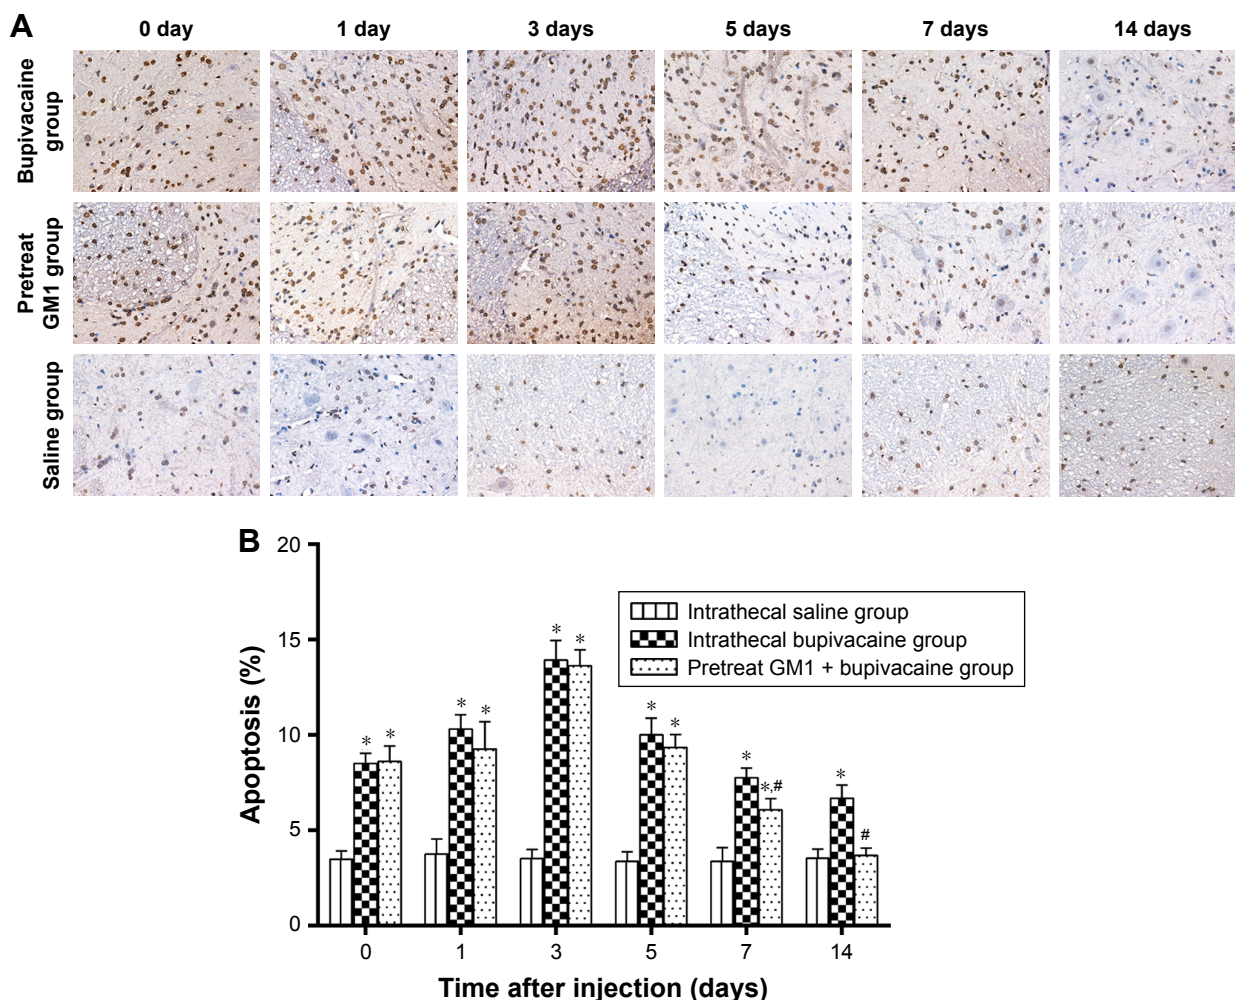 A
0 day
1 day
3 days
5 days
7 days
14 days
Bupivacaine
group
Pretreat
GM1 group
Saline group
B
20
15
10
5
0
Apoptosis (%)
Intrathecal saline group
Intrathecal bupivacaine group
Pretreat GM1 + bupivacaine group
* *
* *
* *
* *
* *,#
* #
0 1 3 5 7 14
Time after injection (days)